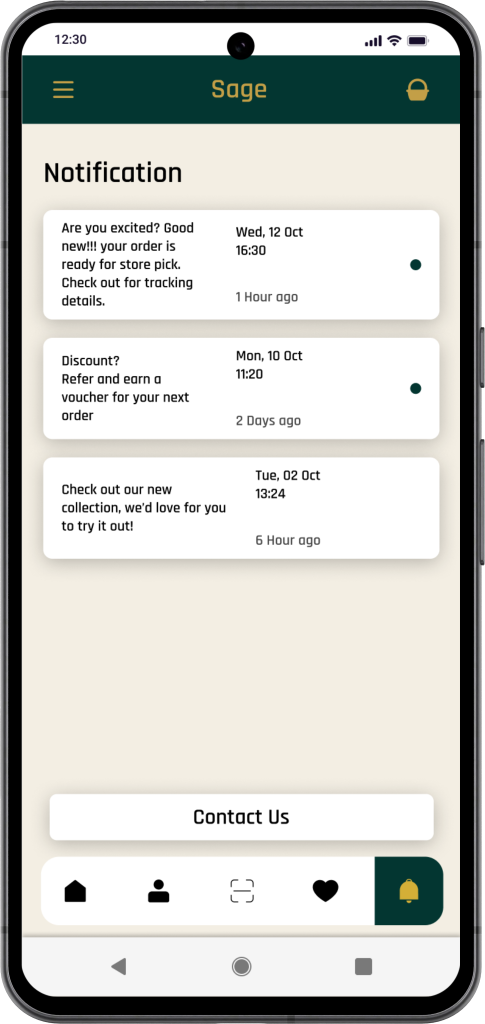 12:30
Sage
Notification
Are you excited? Good
new!!! your order is
ready for store pick.
Check out for tracking
details.
Wed, 12 Oct
16:30
1 Hour ago
Discount?
Refer and earn a
voucher for your next
order
Mon, 10 Oct
11:20
2 Days ago
Check out our new
collection, we'd love for you
to try it out!
Tue, 02 Oct
13:24
6 Hour ago
Contact Us